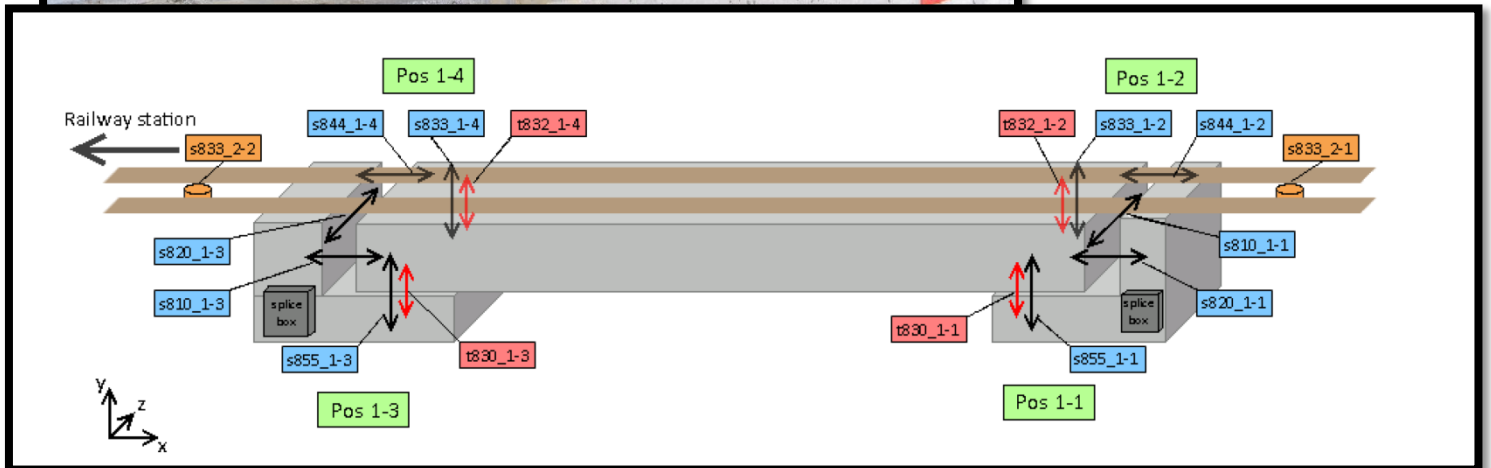 Pos 1-4
Pos 1-2
Railway station
s844_1-4
s833_1-4
t832_1-4
t832_1-2
s833_1-2
s844_1-2
s833_2-2
s833_2-1
s820_1-3
s810_1-1
s810_1-3
s820_1-1
splice
box
splice
box
t830_1-1
s855_1-3
t830_1-3
s855_1-1
Pos 1-3
Pos 1-1
y
z
x